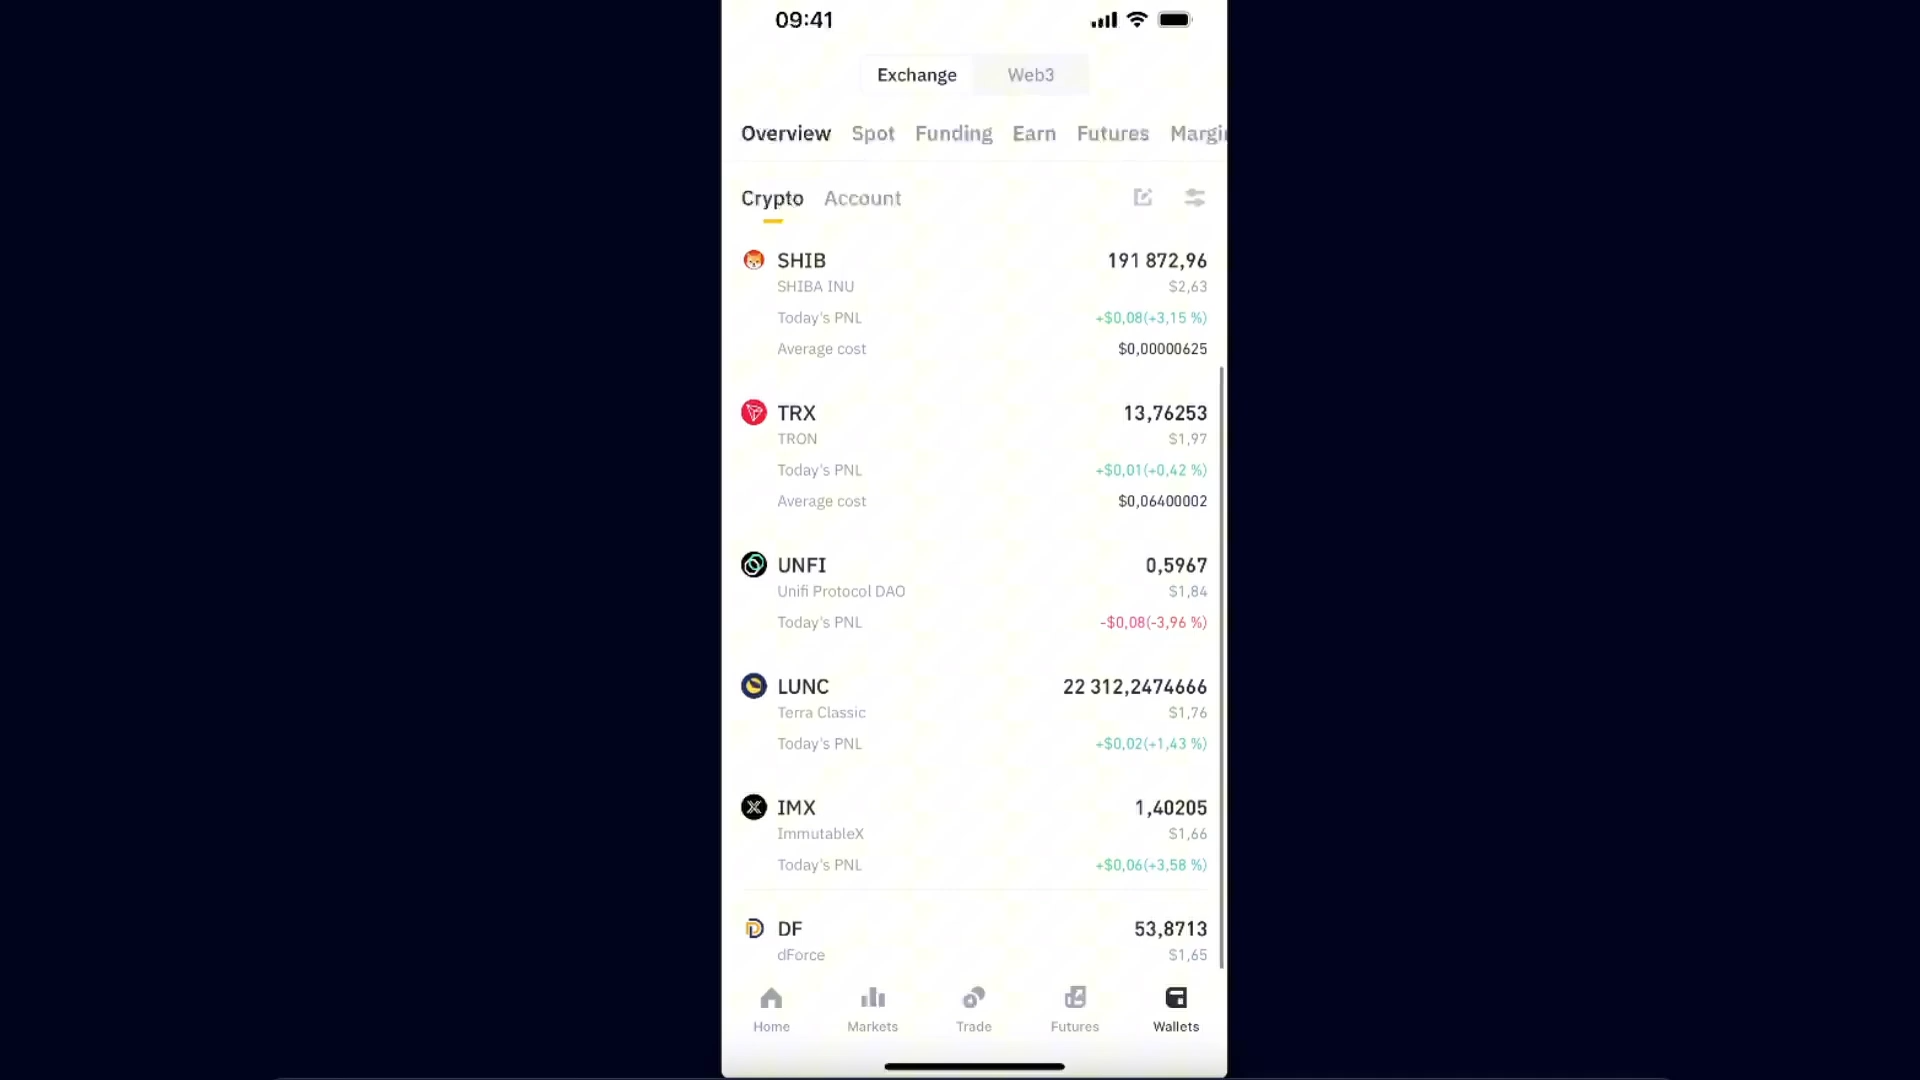 09:41
Exchange Web3
Overview Spot Funding Earn Futures Margi
Crypto Account
SHIB 191 872,96
SHIBA INU $2,63
Today's PNL +$0,08(+3,15 %)
Average cost $0,00000625
TRX 13,76253
TRON $1,97
Today's PNL +$0,01(+0,42 %)
Average cost $0,06400002
UNFI 0,5967
Unifi Protocol DAO $1,84
Today's PNL -$0,08(-3,96 %)
LUNC 22 312,2474666
Terra Classic $1,76
Today's PNL +$0,02(+1,43 %)
IMX 1,40205
ImmutableX $1,66
Today's PNL +$0,06(+3,58 %)
DF 53,8713
dForce $1,65
Home Markets Trade Futures Wallets